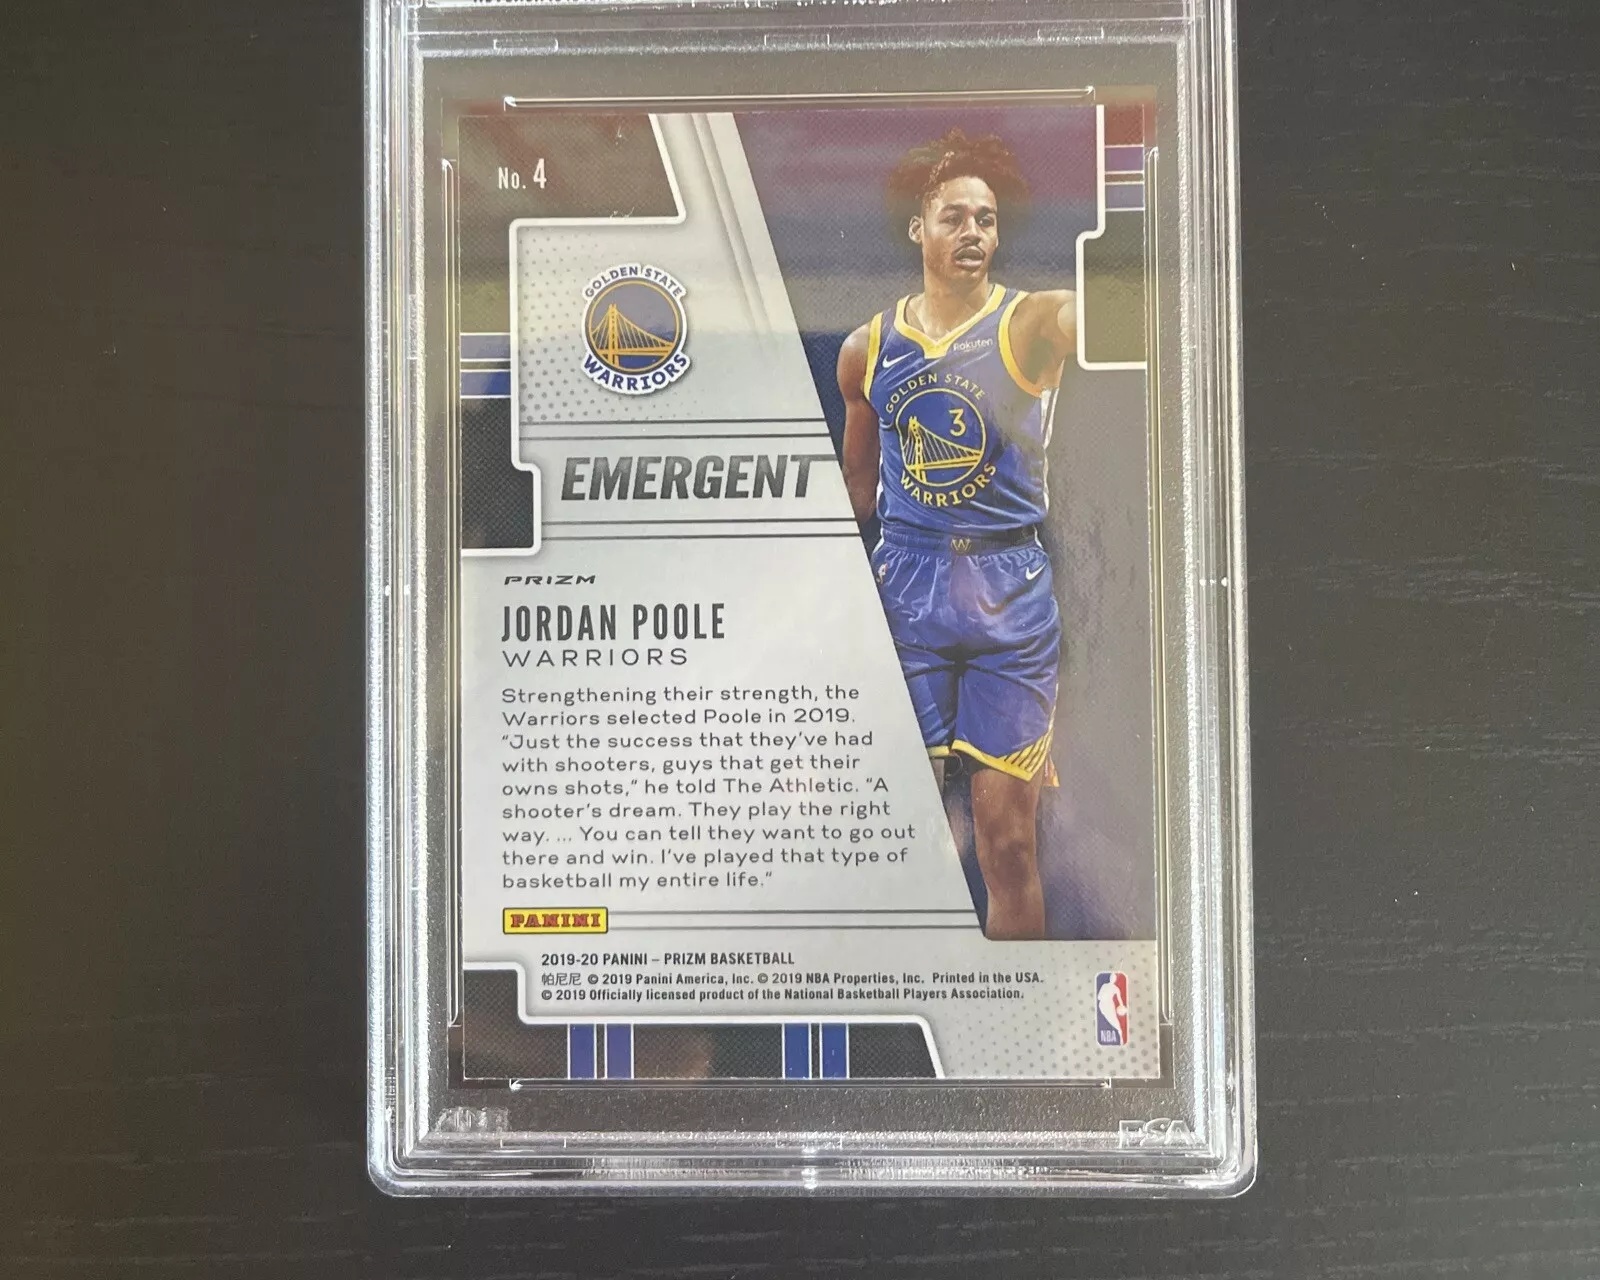 No. 4
GOLDEN STATE
WARRIORS
Rakuten
GOLDEN STATE
3
WARRIORS
W
EMERGENT
PRIZM
JORDAN POOLE
WARRIORS
Strengthening their strength, the
Warriors selected Poole in 2019.
"Just the success that they've had
with shooters, guys that get their
owns shots," he told The Athletic. "A
shooter's dream. They play the right
way. ... You can tell they want to go out
there and win. I've played that type of
basketball my entire life."
PANINI
2019-20 PANINI – PRIZM BASKETBALL
帕尼尼 © 2019 Panini America, Inc. © 2019 NBA Properties, Inc. Printed in the USA.
© 2019 Officially licensed product of the National Basketball Players Association.
NBA
PSA